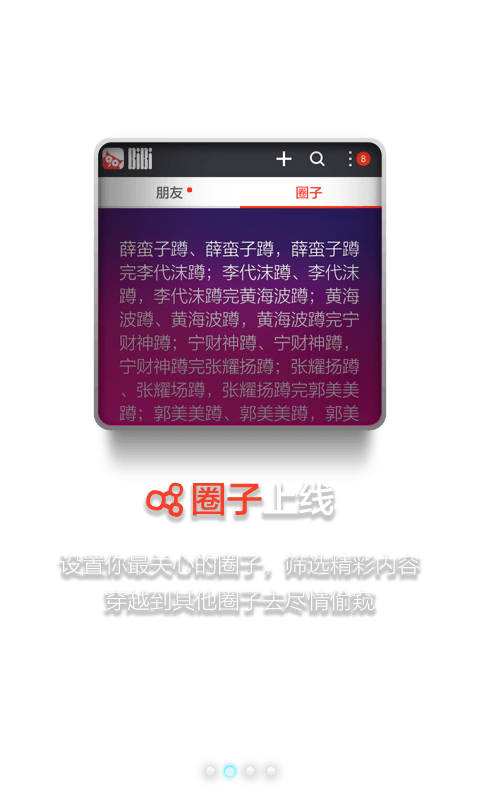 BiBi
8
朋友
圈子
薛蛮子蹲、薛蛮子蹲，薛蛮子蹲
完李代沫蹲；李代沫蹲、李代沫
蹲，李代沫蹲完黄海波蹲；黄海
波蹲、黄海波蹲，黄海波蹲完宁
财神蹲；宁财神蹲、宁财神蹲，
宁财神蹲完张耀扬蹲；张耀扬蹲
、张耀场蹲，张耀扬蹲完郭美美
蹲；郭美美蹲、郭美美蹲，郭美
圈子上线
设置你最关心的圈子，筛选精彩内容
穿越到其他圈子去尽情偷窥